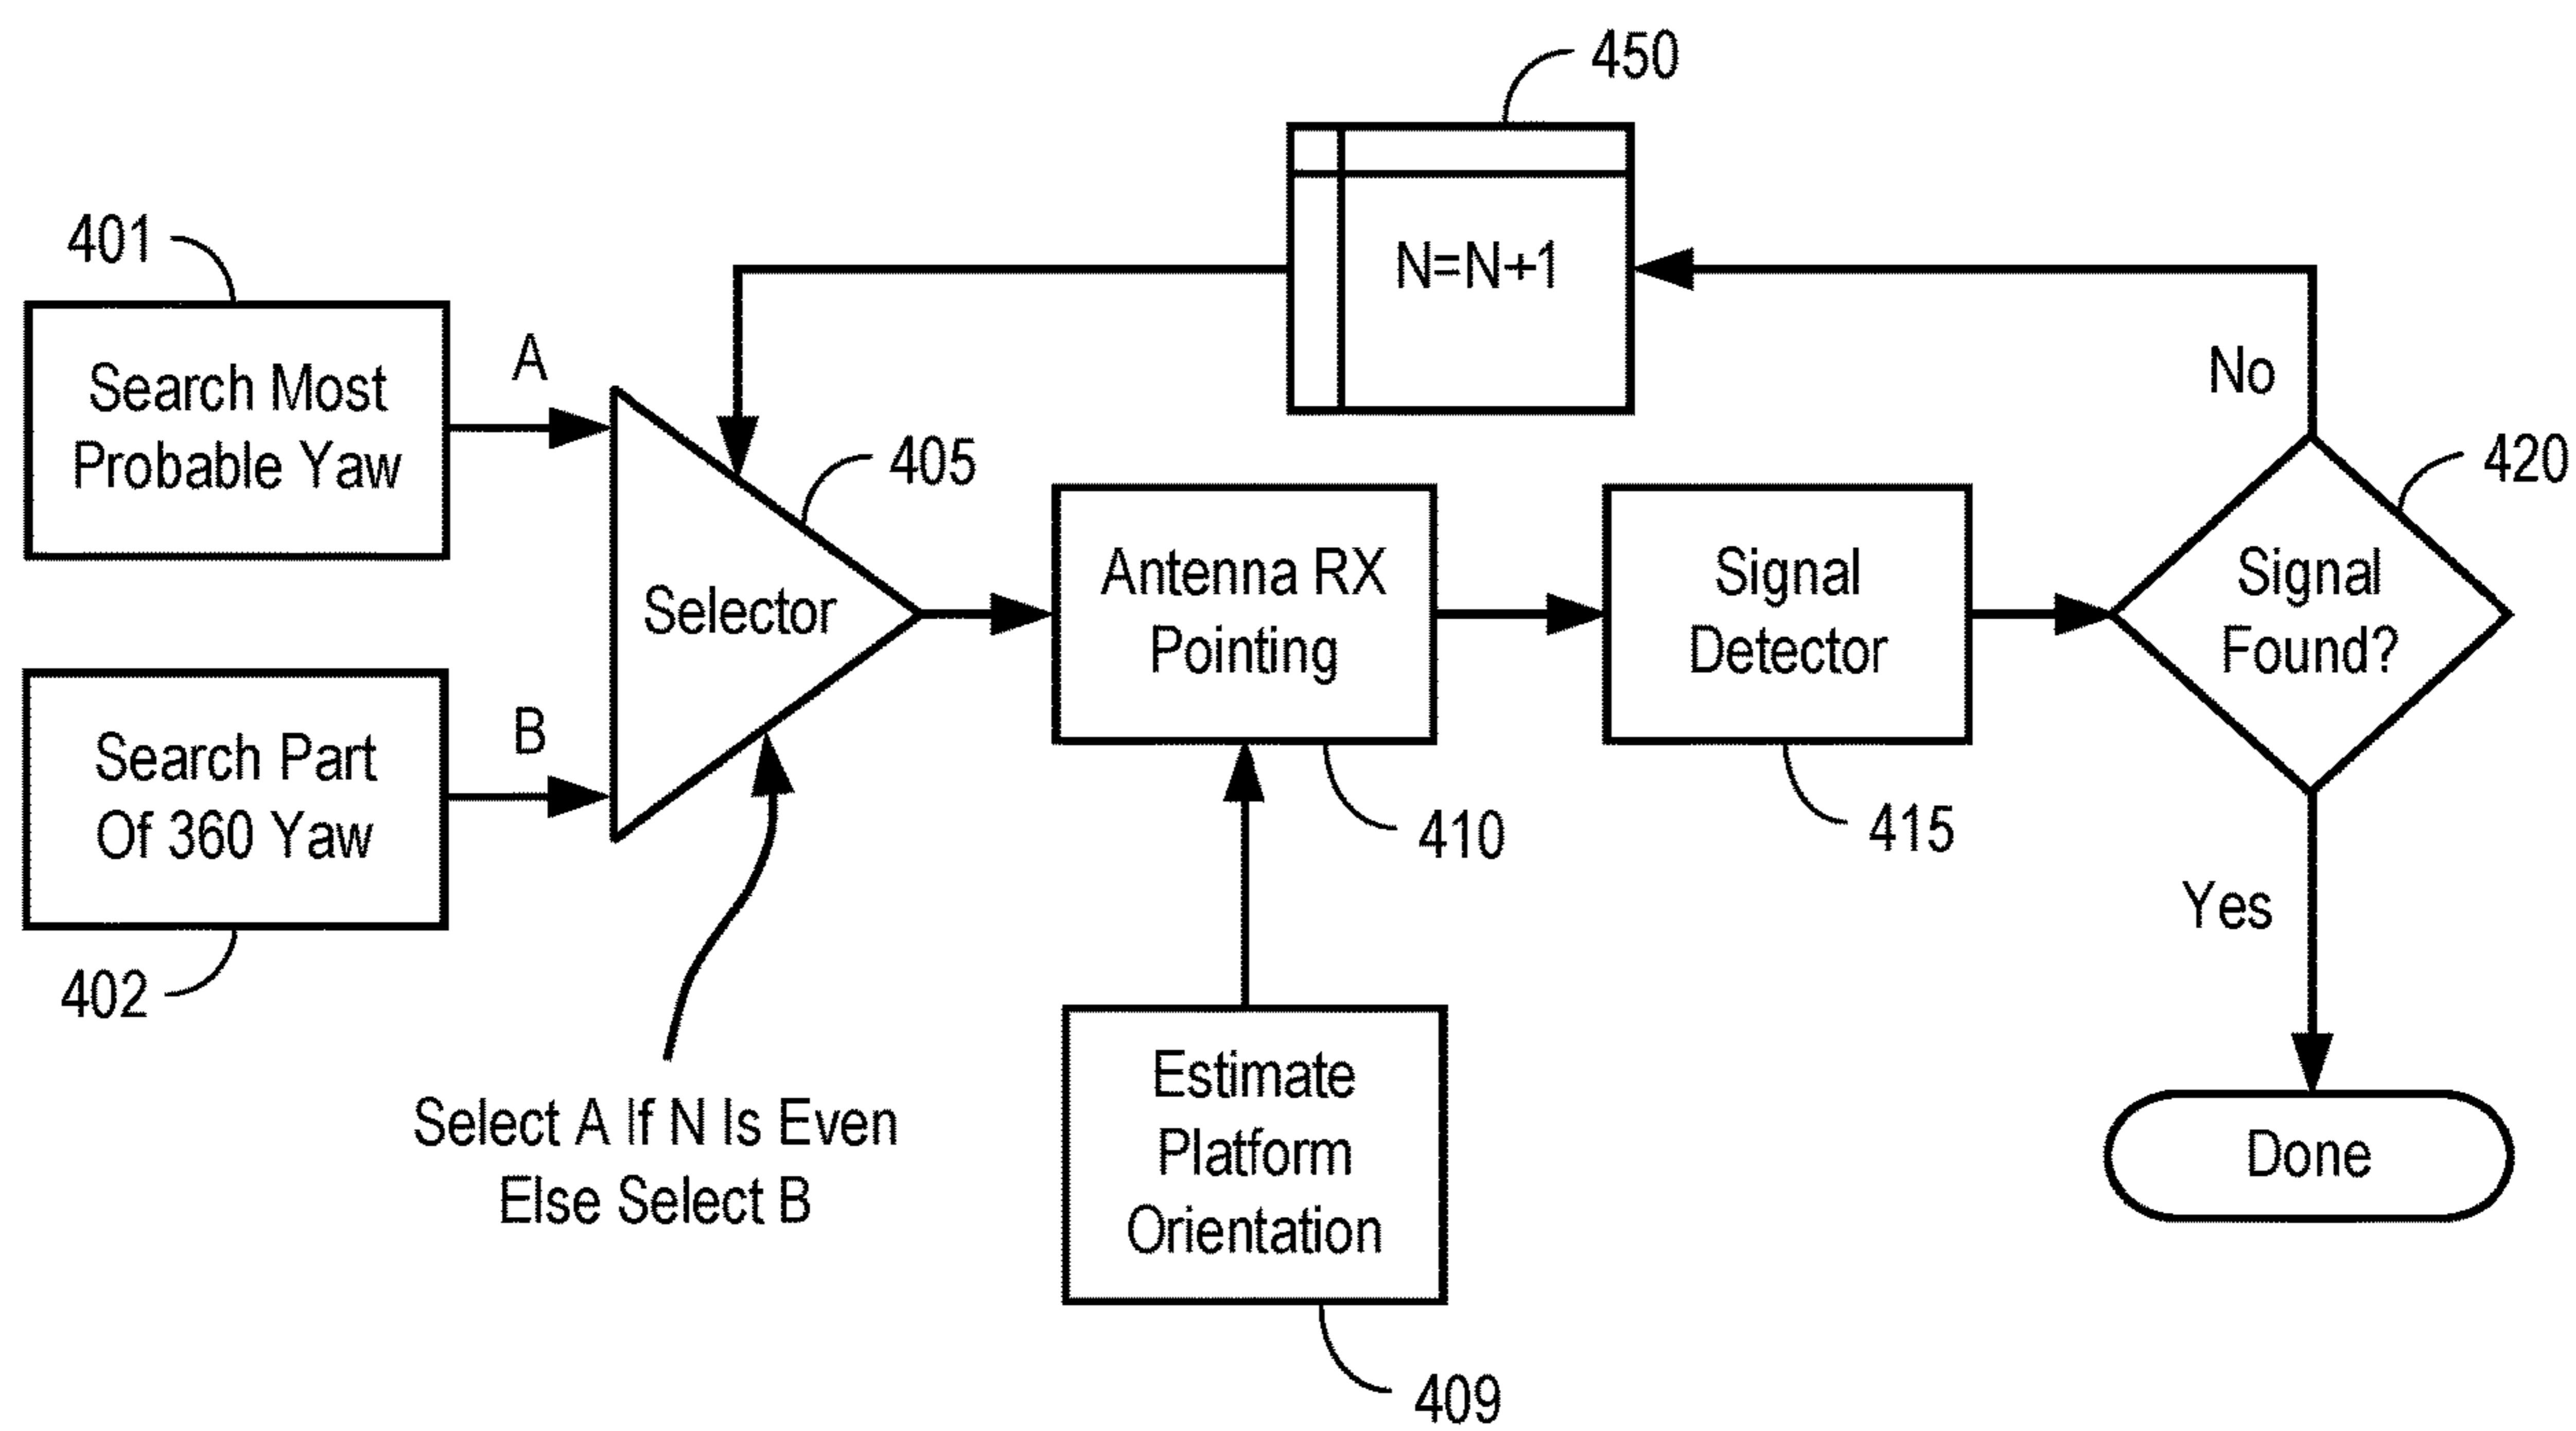 450
401
N=N+1
A
Search Most
Probable Yaw
No
405
420
Selector
Antenna RX
Pointing
Signal
Detector
Signal
Found?
B
Search Part
Of 360 Yaw
410
415
Yes
402
Select A If N Is Even
Else Select B
Estimate
Platform
Orientation
Done
409